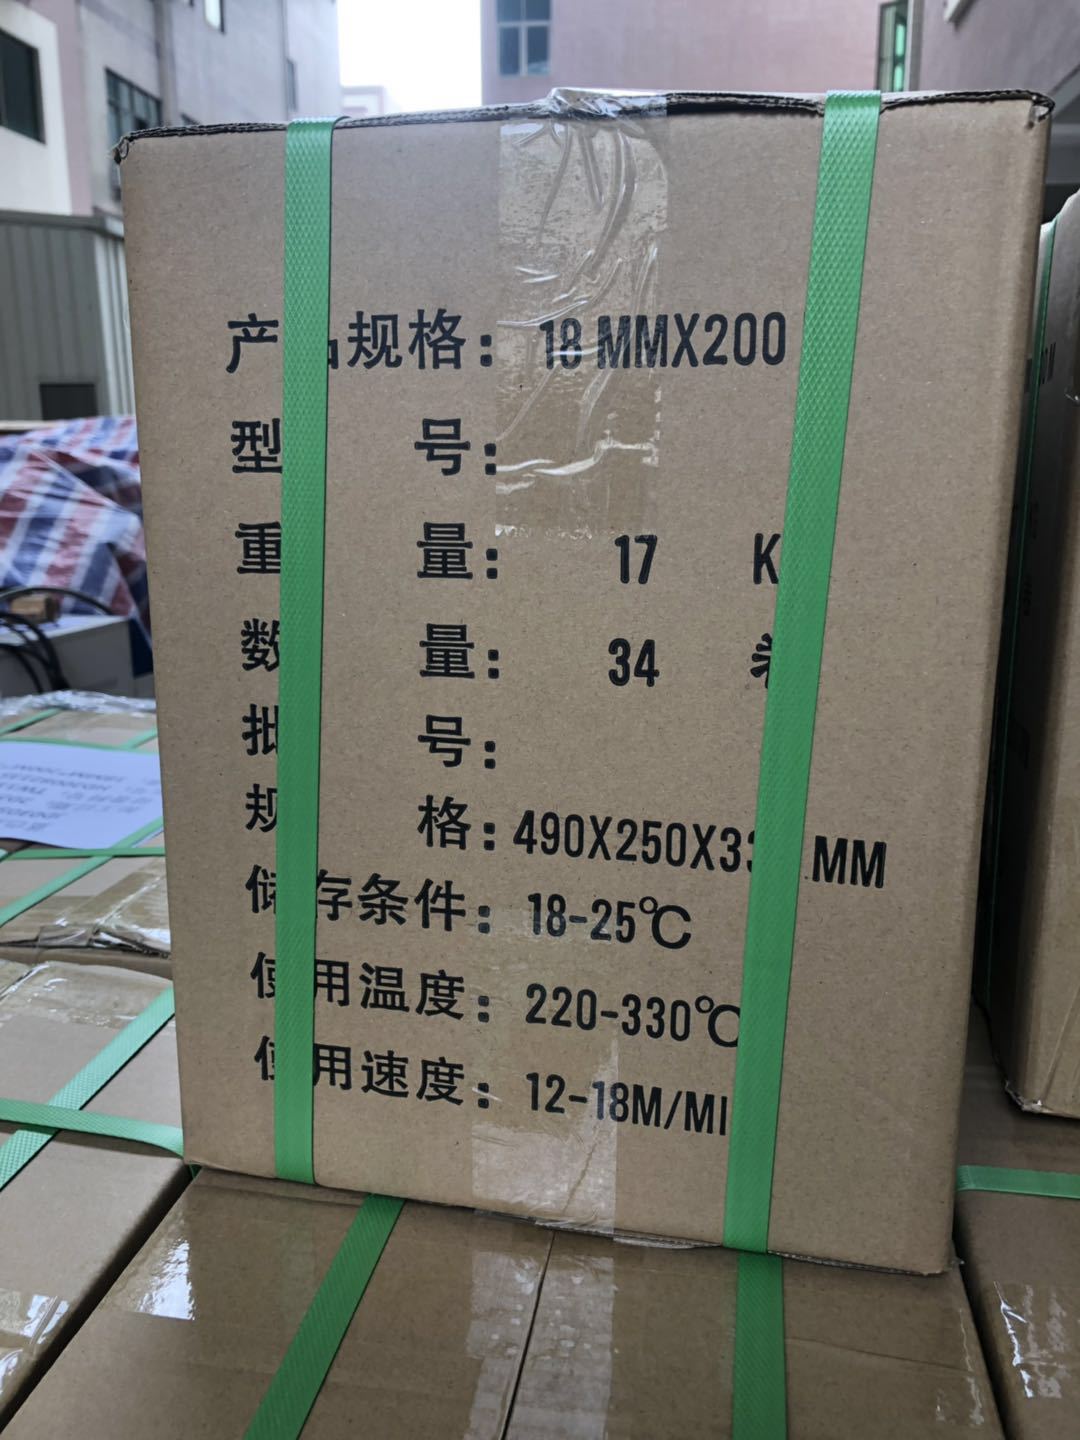 产品规格：18 MMX200
型 号：
重 量： 17 K
数 量： 34
批 号：
规 格：490X250X3 MM
储存条件：18-25℃
使用温度：220-330℃
使用速度：12-18M/MI